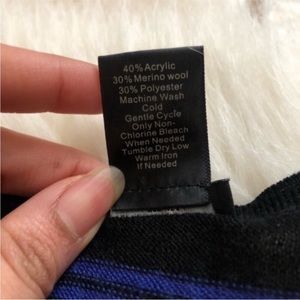 40% Acrylic
30% Merino wool
30% Polyester
Machine Wash
Cold
Gentle Cycle
Only Non-
Chlorine Bleach
When Needed
Tumble Dry Low
Warm Iron
If Needed